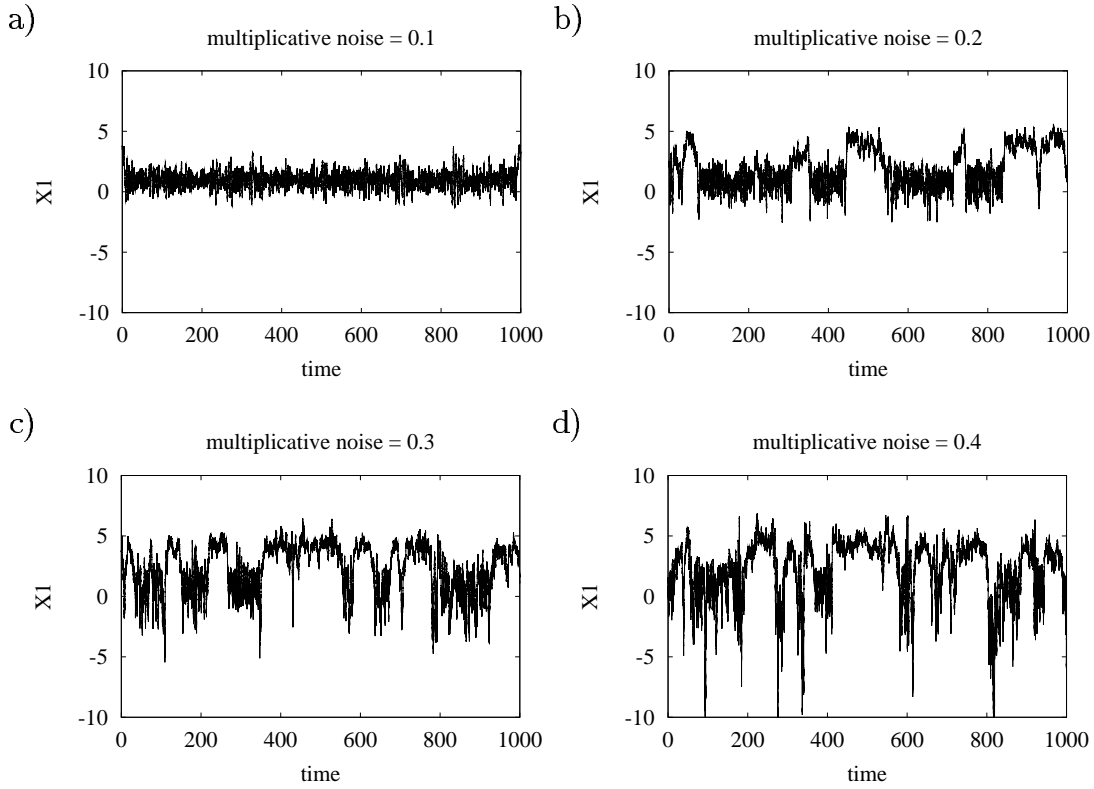 a)
multiplicative noise = 0.1
10
5
0
-5
-10
X1
0 200 400 600 800 1000
time
b)
multiplicative noise = 0.2
10
5
0
-5
-10
X1
0 200 400 600 800 1000
time
c)
multiplicative noise = 0.3
10
5
0
-5
-10
X1
0 200 400 600 800 1000
time
d)
multiplicative noise = 0.4
10
5
0
-5
-10
X1
0 200 400 600 800 1000
time